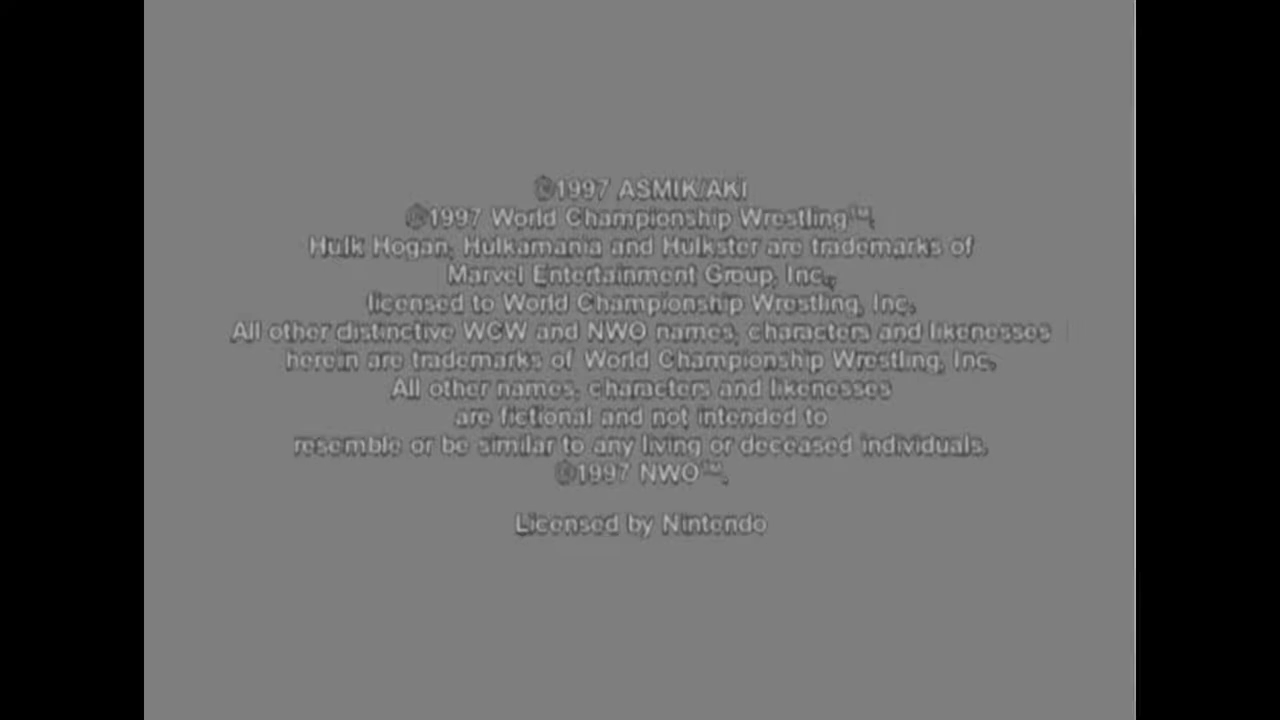 ©1997 ASMIK/AKI
©1997 World Championship Wrestling™.
Hulk Hogan, Hulkamania and Hulkster are trademarks of
Marvel Entertainment Group, Inc.,
licensed to World Championship Wrestling, Inc.
All other distinctive WCW and NWO names, characters and likenesses
herein are trademarks of World Championship Wrestling, Inc.
All other names, characters and likenesses
are fictional and not intended to
resemble or be similar to any living or deceased individuals.
©1997 NWO™.
Licensed by Nintendo